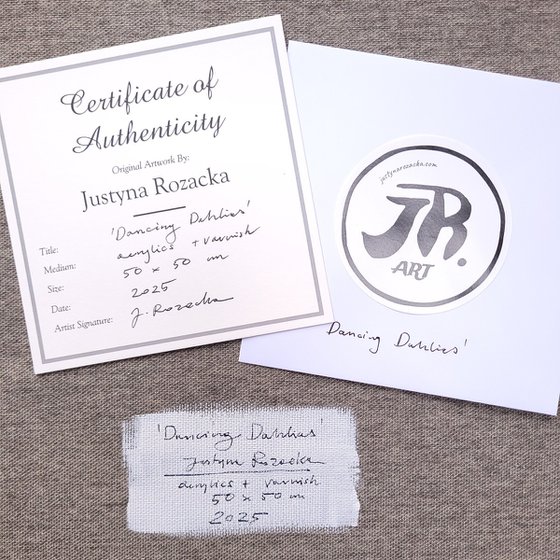 Certificate of
Authenticity
Original Artwork By:
Justyna Rozacka
Title: 'Dancing Dahlias'
Medium: acrylics + varnish
Size: 50 x 50 cm
Date: 2025
Artist Signature: J. Rozacka
justynarozacka.com
JR.
ART
Dancing Dahlias'
'Dancing Dahlias'
Justyna Rozacka
acrylics + varnish
50 x 50 cm
2025